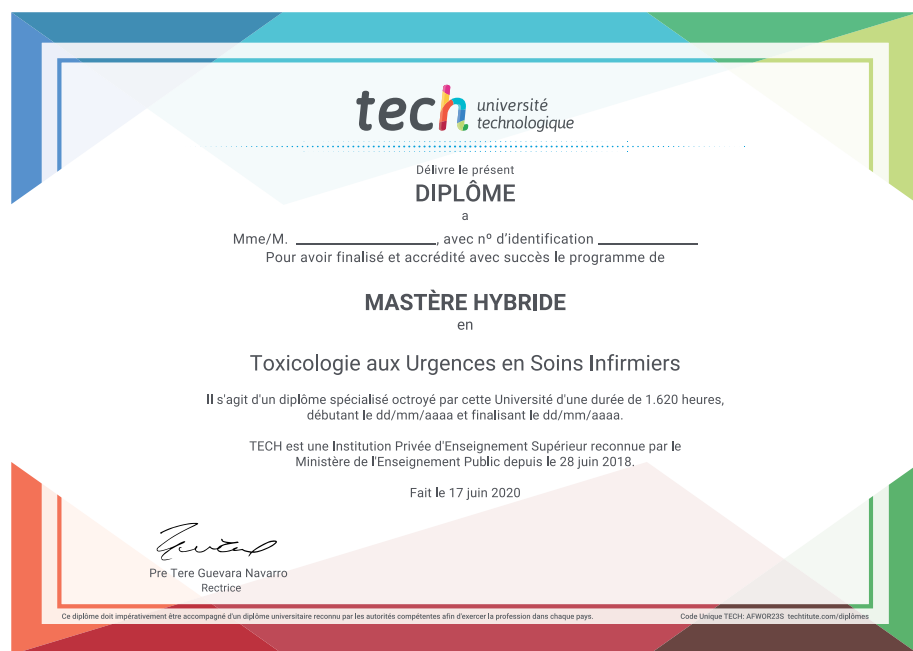 tech université
technologique
Délivre le présent
DIPLÔME
a
Mme/M. ____________, avec nº d'identification ____________
Pour avoir finalisé et accrédité avec succès le programme de
MASTÈRE HYBRIDE
en
Toxicologie aux Urgences en Soins Infirmiers
Il s'agit d'un diplôme spécialisé octroyé par cette Université d'une durée de 1.620 heures,
débutant le dd/mm/aaaa et finalisant le dd/mm/aaaa.
TECH est une Institution Privée d'Enseignement Supérieur reconnue par le
Ministère de l'Enseignement Public depuis le 28 juin 2018.
Fait le 17 juin 2020
Pre Tere Guevara Navarro
Rectrice
Ce diplôme doit impérativement être accompagné d'un diplôme universitaire reconnu par les autorités compétentes afin d'exercer la profession dans chaque pays.
Code Unique TECH: AFWOR23S techtitute.com/diplômes